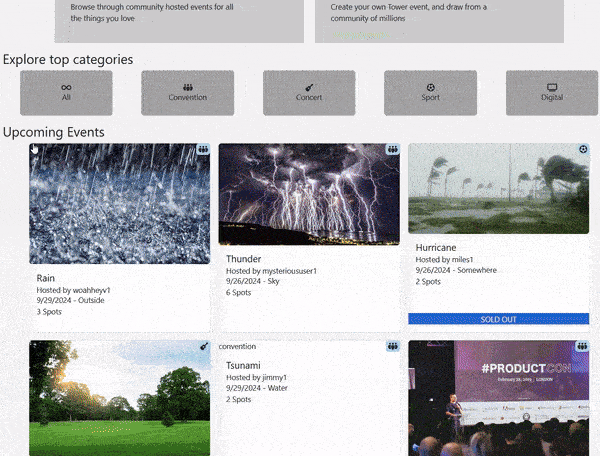 Browse through community hosted events for all
the things you love
Create your own Tower event, and draw from a
community of millions
Explore top categories
All
Convention
Concert
Sport
Digital
Upcoming Events
Rain
Hosted by woahheyv1
9/29/2024 - Outside
3 Spots
Thunder
Hosted by mysterioususer1
9/26/2024 - Sky
6 Spots
Hurricane
Hosted by miles1
9/26/2024 - Somewhere
2 Spots
SOLD OUT
convention
Tsunami
Hosted by jimmy1
9/29/2024 - Water
2 Spots
#PRODUCTCON
LONDON